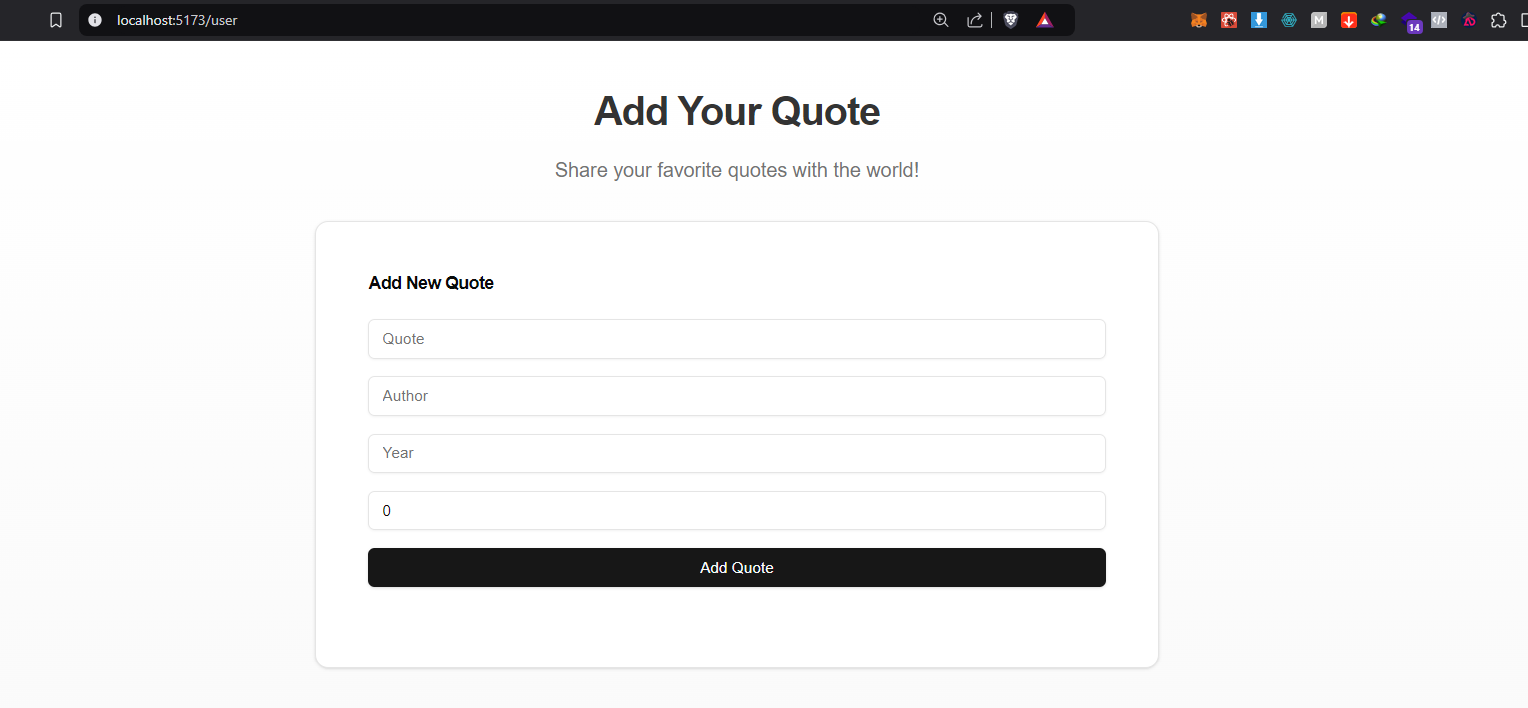 localhost:5173/user
M
14
Add Your Quote
Share your favorite quotes with the world!
Add New Quote
Quote
Author
Year
0
Add Quote